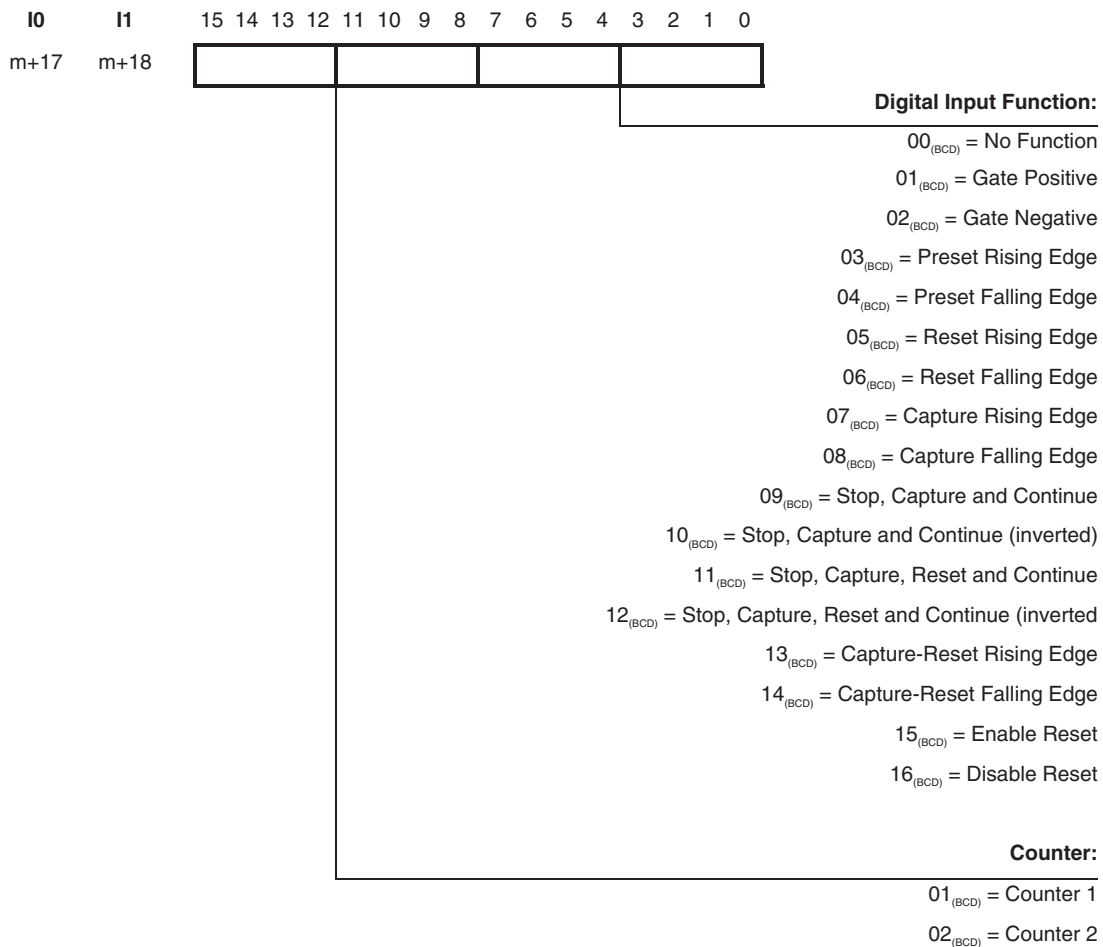 I0 I1 15 14 13 12 11 10 9 8 7 6 5 4 3 2 1 0
m+17 m+18
Digital Input Function:
00(BCD) = No Function
01(BCD) = Gate Positive
02(BCD) = Gate Negative
03(BCD) = Preset Rising Edge
04(BCD) = Preset Falling Edge
05(BCD) = Reset Rising Edge
06(BCD) = Reset Falling Edge
07(BCD) = Capture Rising Edge
08(BCD) = Capture Falling Edge
09(BCD) = Stop, Capture and Continue
10(BCD) = Stop, Capture and Continue (inverted)
11(BCD) = Stop, Capture, Reset and Continue
12(BCD) = Stop, Capture, Reset and Continue (inverted
13(BCD) = Capture-Reset Rising Edge
14(BCD) = Capture-Reset Falling Edge
15(BCD) = Enable Reset
16(BCD) = Disable Reset
Counter:
01(BCD) = Counter 1
02(BCD) = Counter 2